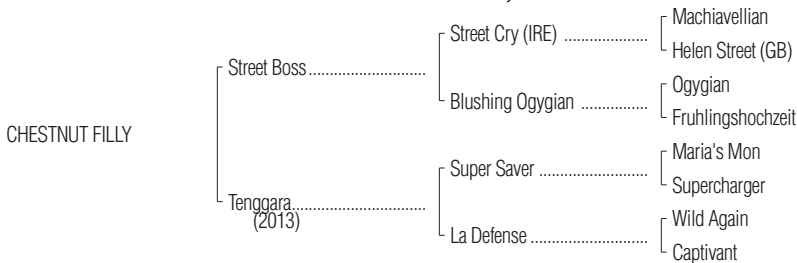 Machiavellian
Street Cry (IRE) ....................
Helen Street (GB)
Street Boss............................
Ogygian
Blushing Ogygian ................
Fruhlingshochzeit
CHESTNUT FILLY
Maria's Mon
Super Saver ..........................
Supercharger
Tenggara................................
(2013)
Wild Again
La Defense ............................
Captivant